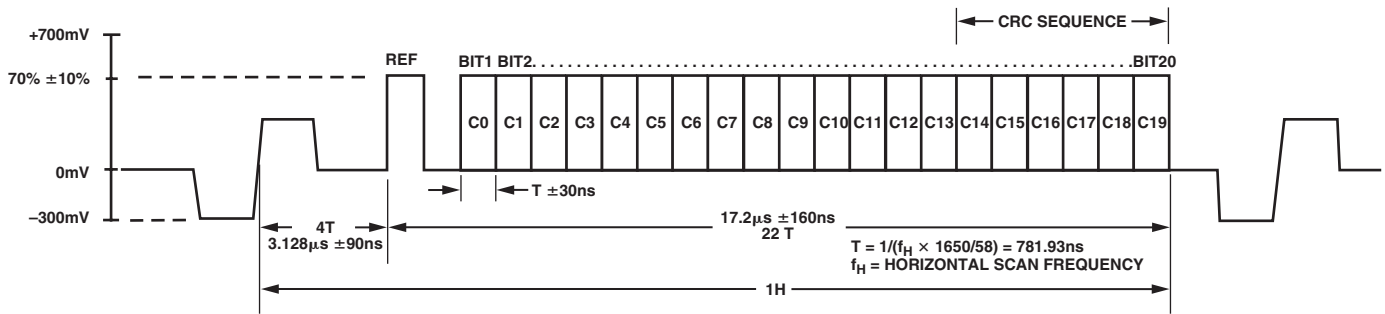 CRC SEQUENCE
+700mV
70% ±10%
REF
BIT1 BIT2. . . . . . . . . . . . . . . . . . . . . . . . . . . . . . . . . . . . . . . . . . . . . . . . . . . . . . . . . . . . . . . . . . . .BIT20
C0 C1 C2 C3 C4 C5 C6 C7 C8 C9 C10 C11 C12 C13 C14 C15 C16 C17 C18 C19
0mV
T ±30ns
–300mV
4T
3.128µs ±90ns
17.2µs ±160ns
22 T
T = 1/(fH × 1650/58) = 781.93ns
fH = HORIZONTAL SCAN FREQUENCY
1H